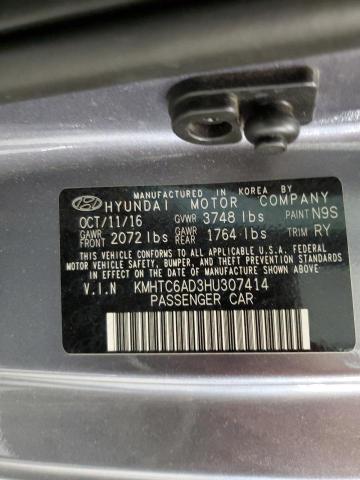 MANUFACTURED IN KOREA BY
HYUNDAI MOTOR COMPANY
OCT/11/16 GVWR 3748 lbs PAINT N9S
GAWR FRONT 2072 lbs GAWR REAR 1764 lbs TRIM RY
THIS VEHICLE CONFORMS TO ALL APPLICABLE U.S.A. FEDERAL
MOTOR VEHICLE SAFETY, BUMPER, AND THEFT PREVENTION STANDARDS
IN EFFECT ON THE DATE OF MANUFACTURE SHOWN ABOVE.
V.I.N KMHTC6AD3HU307414
PASSENGER CAR